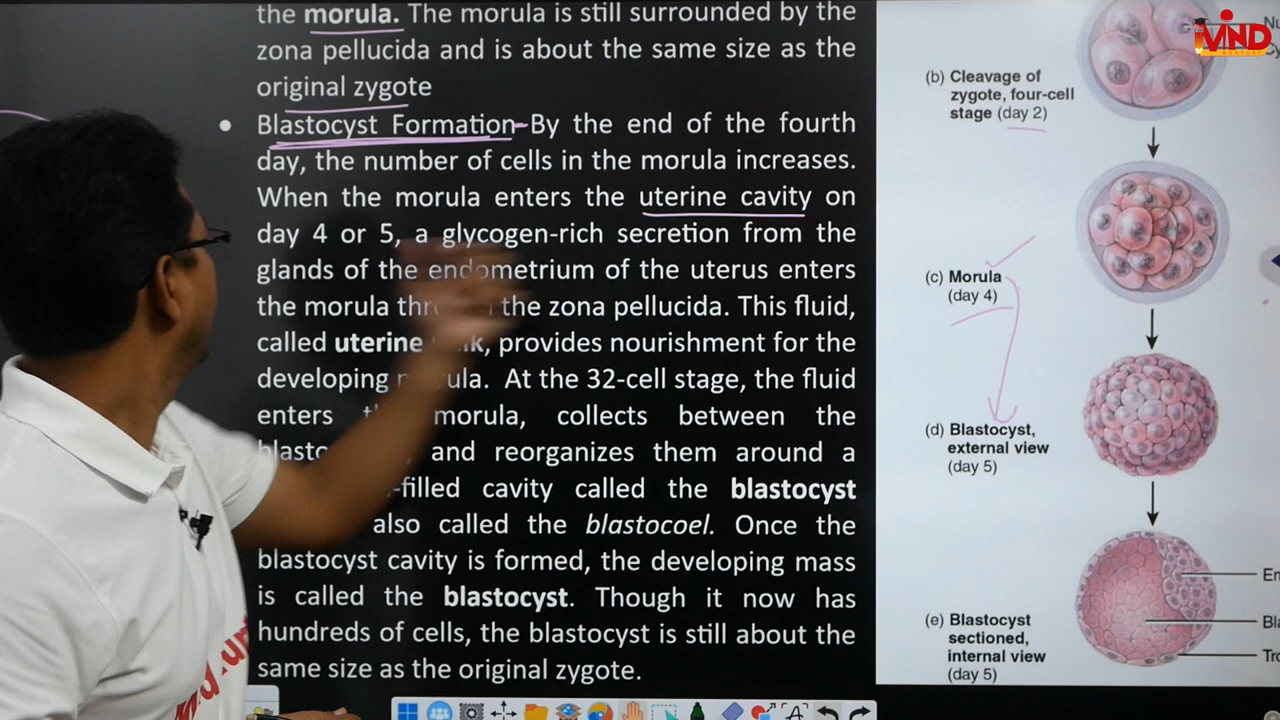 the morula. The morula is still surrounded by the
zona pellucida and is about the same size as the
original zygote
• Blastocyst Formation-By the end of the fourth
day, the number of cells in the morula increases.
When the morula enters the uterine cavity on
day 4 or 5, a glycogen-rich secretion from the
glands of the endometrium of the uterus enters
the morula the zona pellucida. This fluid,
called uterine provides nourishment for the
developing At the 32-cell stage, the fluid
enters morula, collects between the
and reorganizes them around a
-filled cavity called the blastocyst
also called the blastocoel. Once the
blastocyst cavity is formed, the developing mass
is called the blastocyst. Though it now has
hundreds of cells, the blastocyst is still about the
same size as the original zygote.
(b) Cleavage of
zygote, four-cell
stage (day 2)
(c) Morula
(day 4)
(d) Blastocyst,
external view
(day 5)
(e) Blastocyst
sectioned,
internal view
(day 5)
MIND
NURTURE